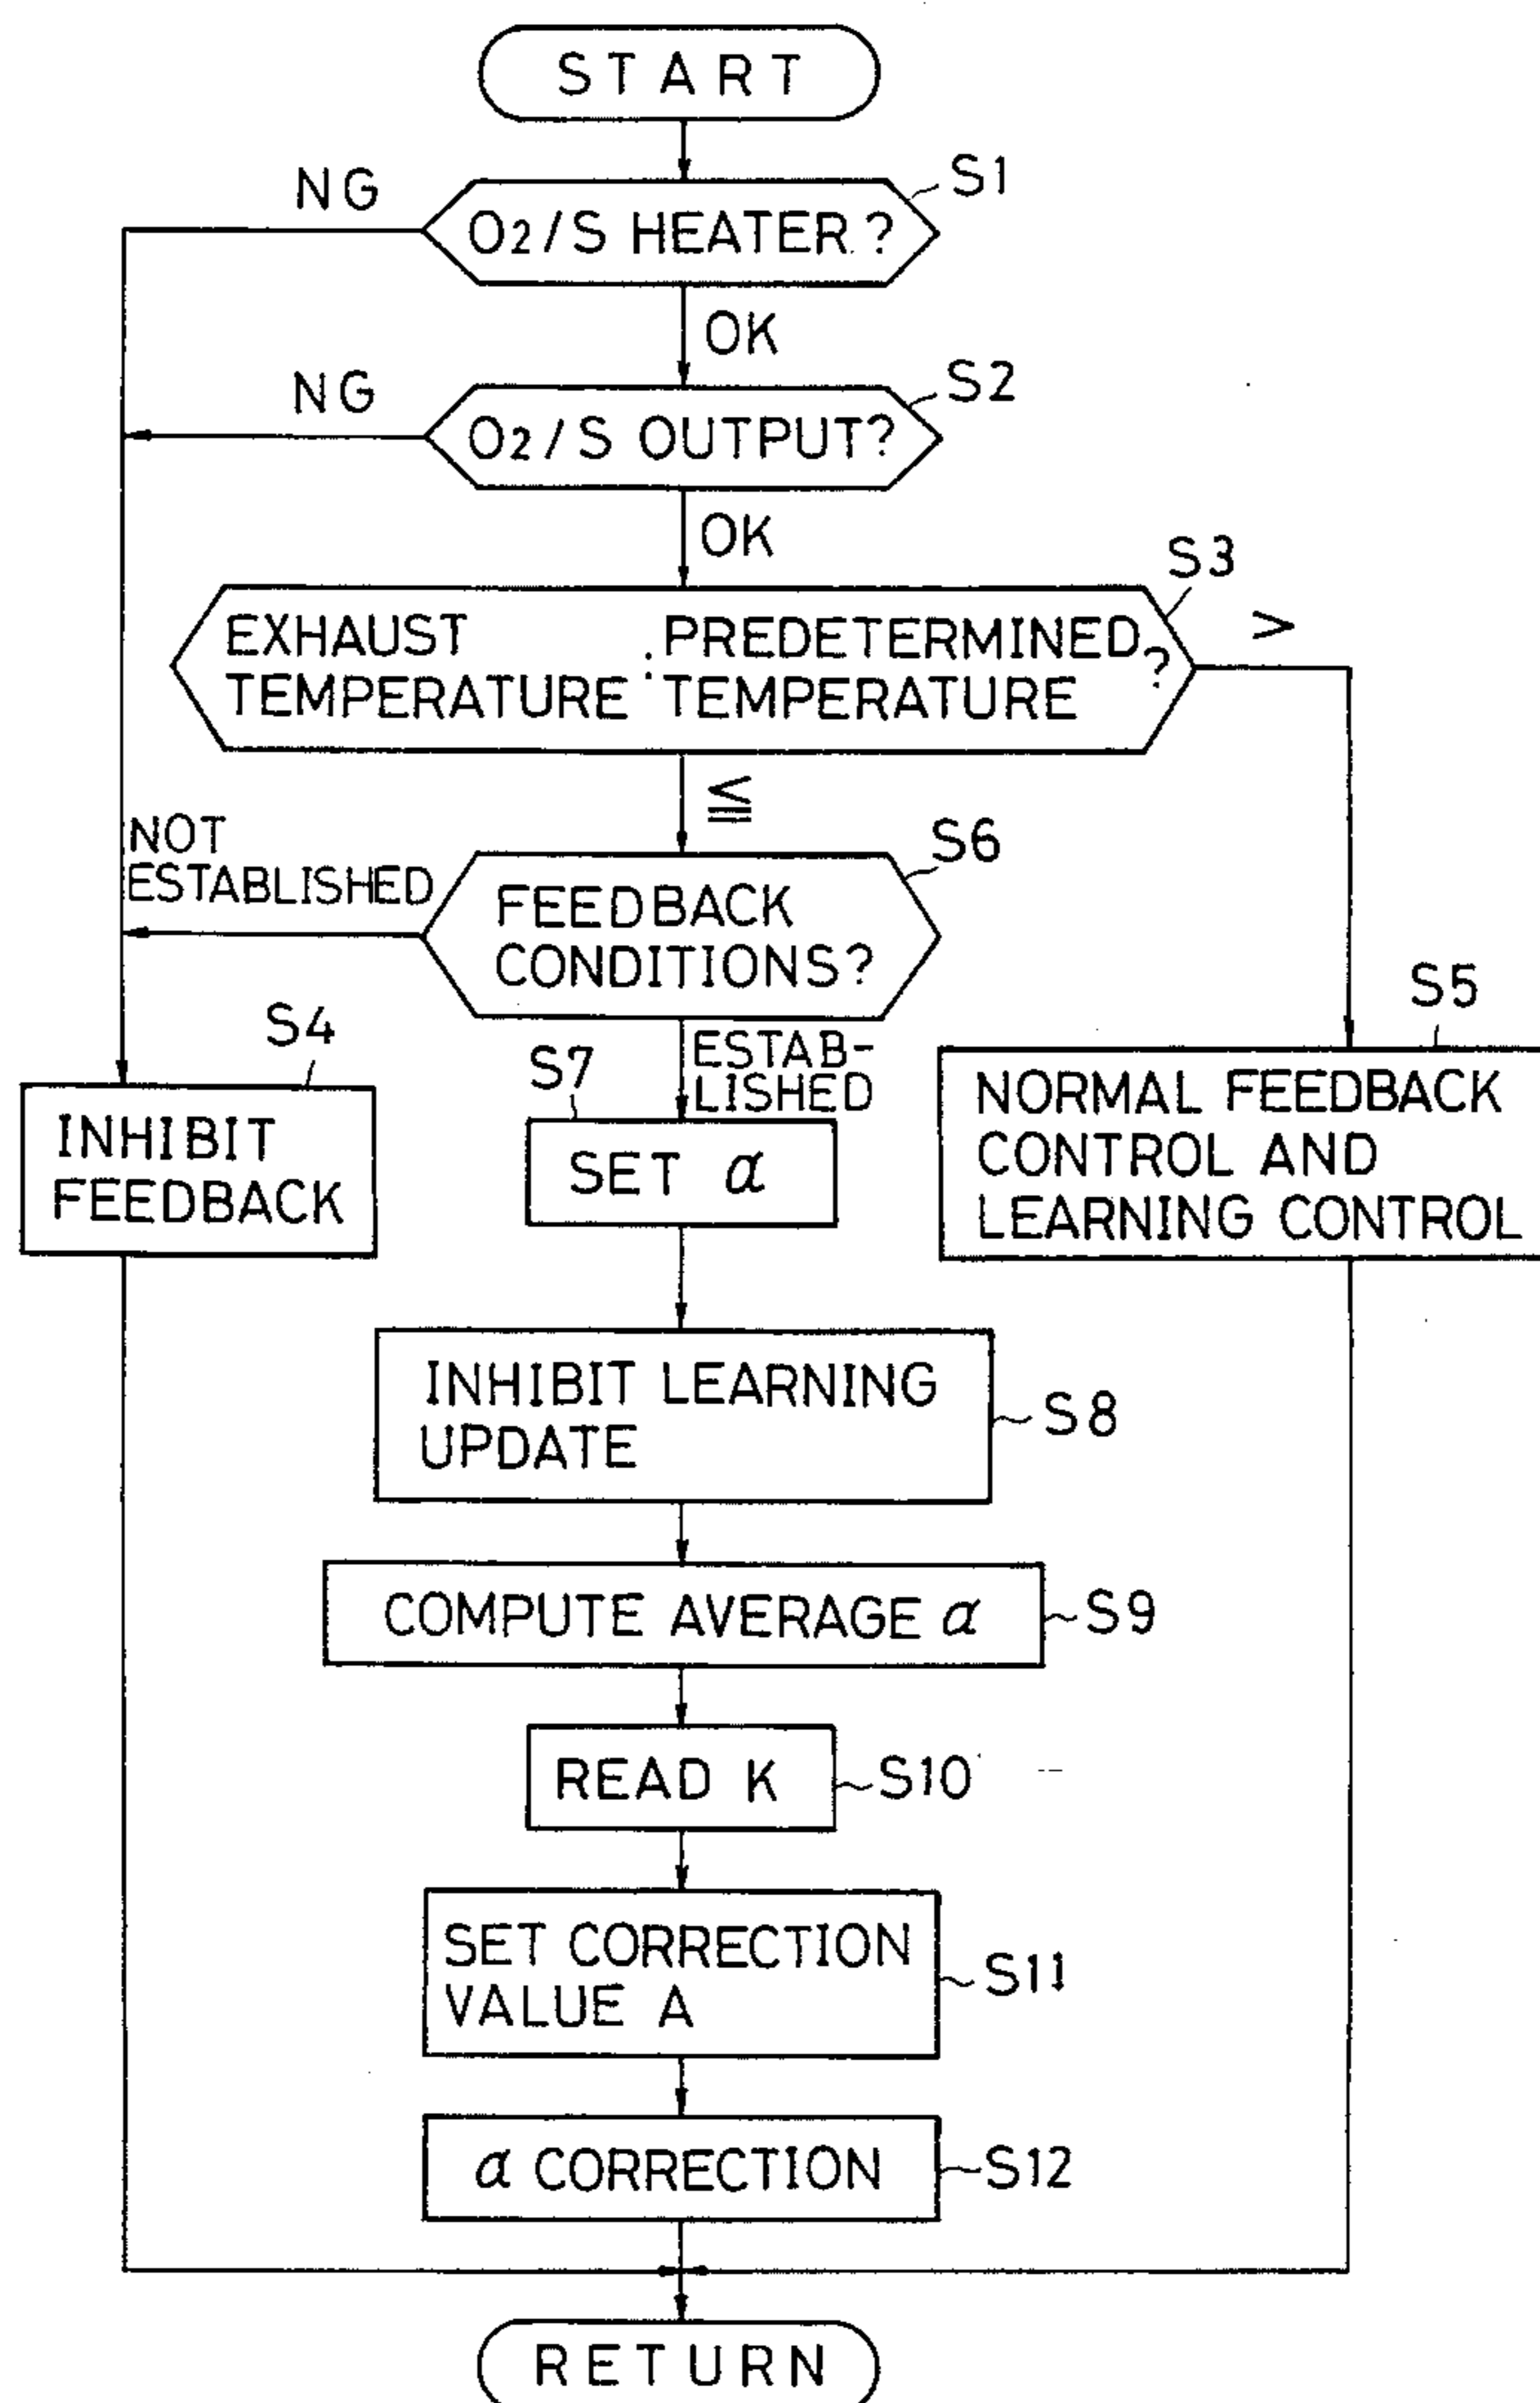 START
S1
NG
O2/S HEATER?
OK
S2
NG
O2/S OUTPUT?
OK
S3
EXHAUST : PREDETERMINED ?
TEMPERATURE TEMPERATURE
>
≦
NOT
ESTABLISHED
S6
FEEDBACK
CONDITIONS?
S4
INHIBIT
FEEDBACK
ESTAB-
LISHED
S7
SET α
S5
NORMAL FEEDBACK
CONTROL AND
LEARNING CONTROL
INHIBIT LEARNING
UPDATE
S8
COMPUTE AVERAGE α
S9
READ K
S10
SET CORRECTION
VALUE A
S11
α CORRECTION
S12
RETURN